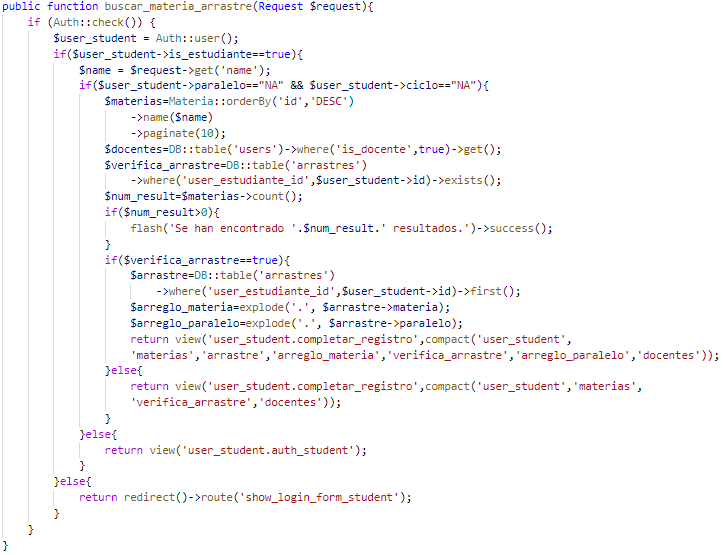 public function buscar_materia_arrastre(Request $request){
    if (Auth::check()) {
        $user_student = Auth::user();
        if($user_student->is_estudiante==true){
            $name = $request->get('name');
            if($user_student->paralelo=="NA" && $user_student->ciclo=="NA"){
                $materias=Materia::orderBy('id','DESC')
                    ->name($name)
                    ->paginate(10);
                $docentes=DB::table('users')->where('is_docente',true)->get();
                $verifica_arrastre=DB::table('arrastres')
                    ->where('user_estudiante_id',$user_student->id)->exists();
                $num_result=$materias->count();
                if($num_result>0){
                    flash('Se han encontrado '.$num_result.' resultados.')->success();
                }
                if($verifica_arrastre==true){
                    $arrastre=DB::table('arrastres')
                        ->where('user_estudiante_id',$user_student->id)->first();
                    $arreglo_materia=explode('.', $arrastre->materia);
                    $arreglo_paralelo=explode('.', $arrastre->paralelo);
                    return view('user_student.completar_registro',compact('user_student',
                    'materias','arrastre','arreglo_materia','verifica_arrastre','arreglo_paralelo','docentes'));
                }else{
                    return view('user_student.completar_registro',compact('user_student','materias',
                    'verifica_arrastre','docentes'));
                }
            }else{
                return view('user_student.auth_student');
            }
        }else{
            return redirect()->route('show_login_form_student');
        }
    }
}